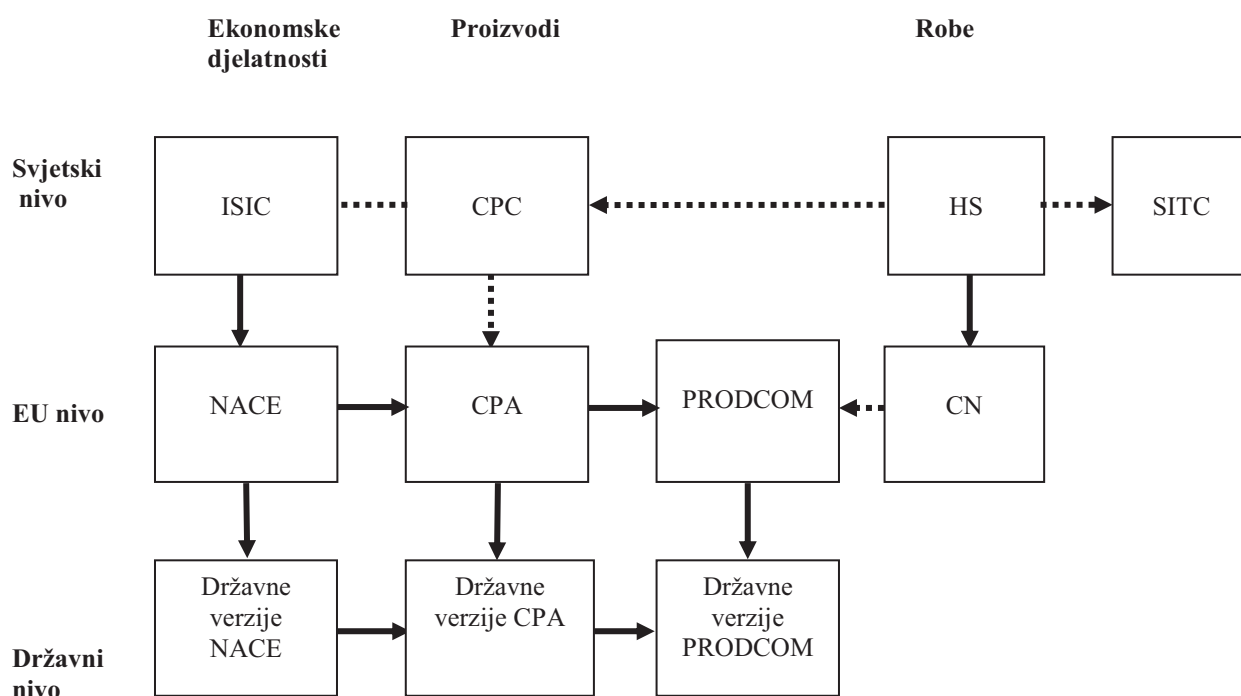 Ekonomske
djelatnosti
Proizvodi
Robe
Svjetski
nivo
ISIC
CPC
HS
SITC
EU nivo
NACE
CPA
PRODCOM
CN
Državni
nivo
Državne
verzije
NACE
Državne
verzije CPA
Državne
verzije
PRODCOM